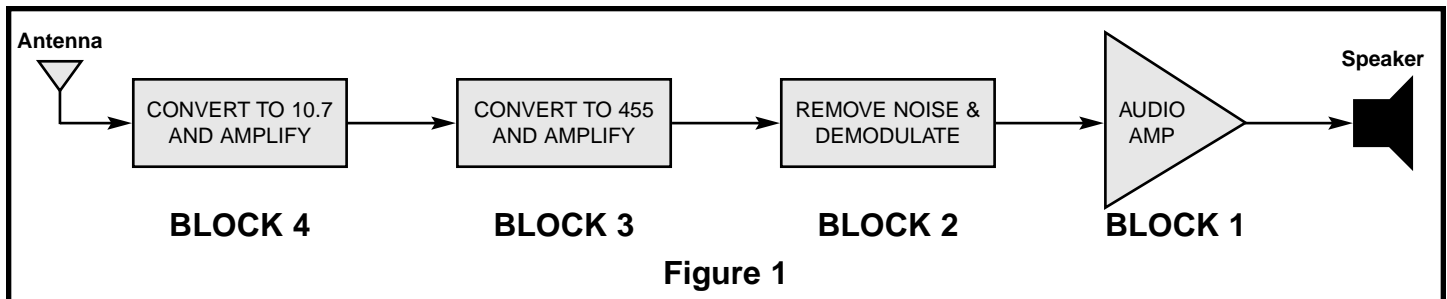 Antenna
CONVERT TO 10.7
AND AMPLIFY
BLOCK 4
CONVERT TO 455
AND AMPLIFY
BLOCK 3
REMOVE NOISE &
DEMODULATE
BLOCK 2
AUDIO
AMP
BLOCK 1
Speaker
Figure 1